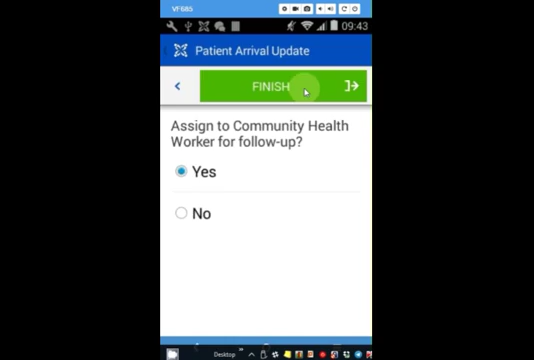 VF685
09:43
Patient Arrival Update
FINISH
Assign to Community Health
Worker for follow-up?
Yes
No
Desktop